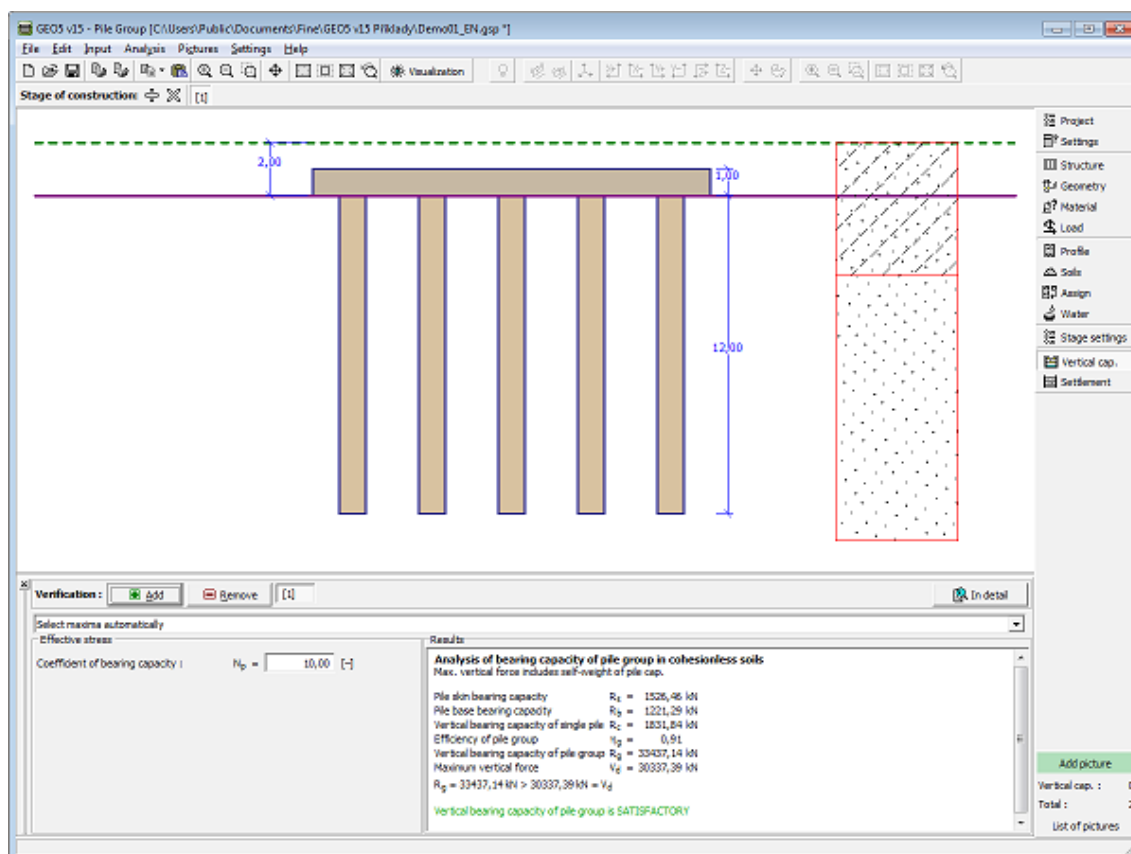 GEO5 v15 - Pile Group [C:\Users\Public\Documents\Fine\GEO5 v15 Příklady\Demo01_EN.gsp *]
File Edit Input Analysis Pictures Settings Help
Visualization
Stage of construction: [1]
2,00
1,00
12,00
Project
Settings
Structure
Geometry
Material
Load
Profile
Soils
Assign
Water
Stage settings
Vertical cap.
Settlement
Verification : Add Remove [1] In detail
Select maxima automatically
Effective stress
Coefficient of bearing capacity : Np = 10,00 [-]
Results
Analysis of bearing capacity of pile group in cohesionless soils
Max. vertical force includes self-weight of pile cap.
Pile skin bearing capacity Rs = 1526,46 kN
Pile base bearing capacity Rb = 1221,29 kN
Vertical bearing capacity of single pile Rc = 1831,84 kN
Efficiency of pile group ηg = 0,91
Vertical bearing capacity of pile group Rg = 33437,14 kN
Maximum vertical force Vd = 30337,39 kN
Rg = 33437,14 kN > 30337,39 kN = Vd
Vertical bearing capacity of pile group is SATISFACTORY
Add picture
Vertical cap. :
Total :
List of pictures